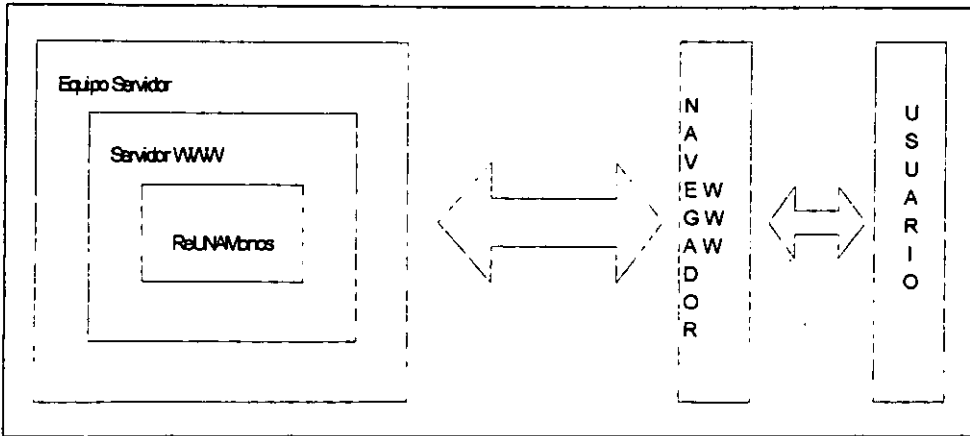 Equipo Servidor
Servidor WWW
ReUNAMonos
NAVEGADOR
WWW
USUARIO